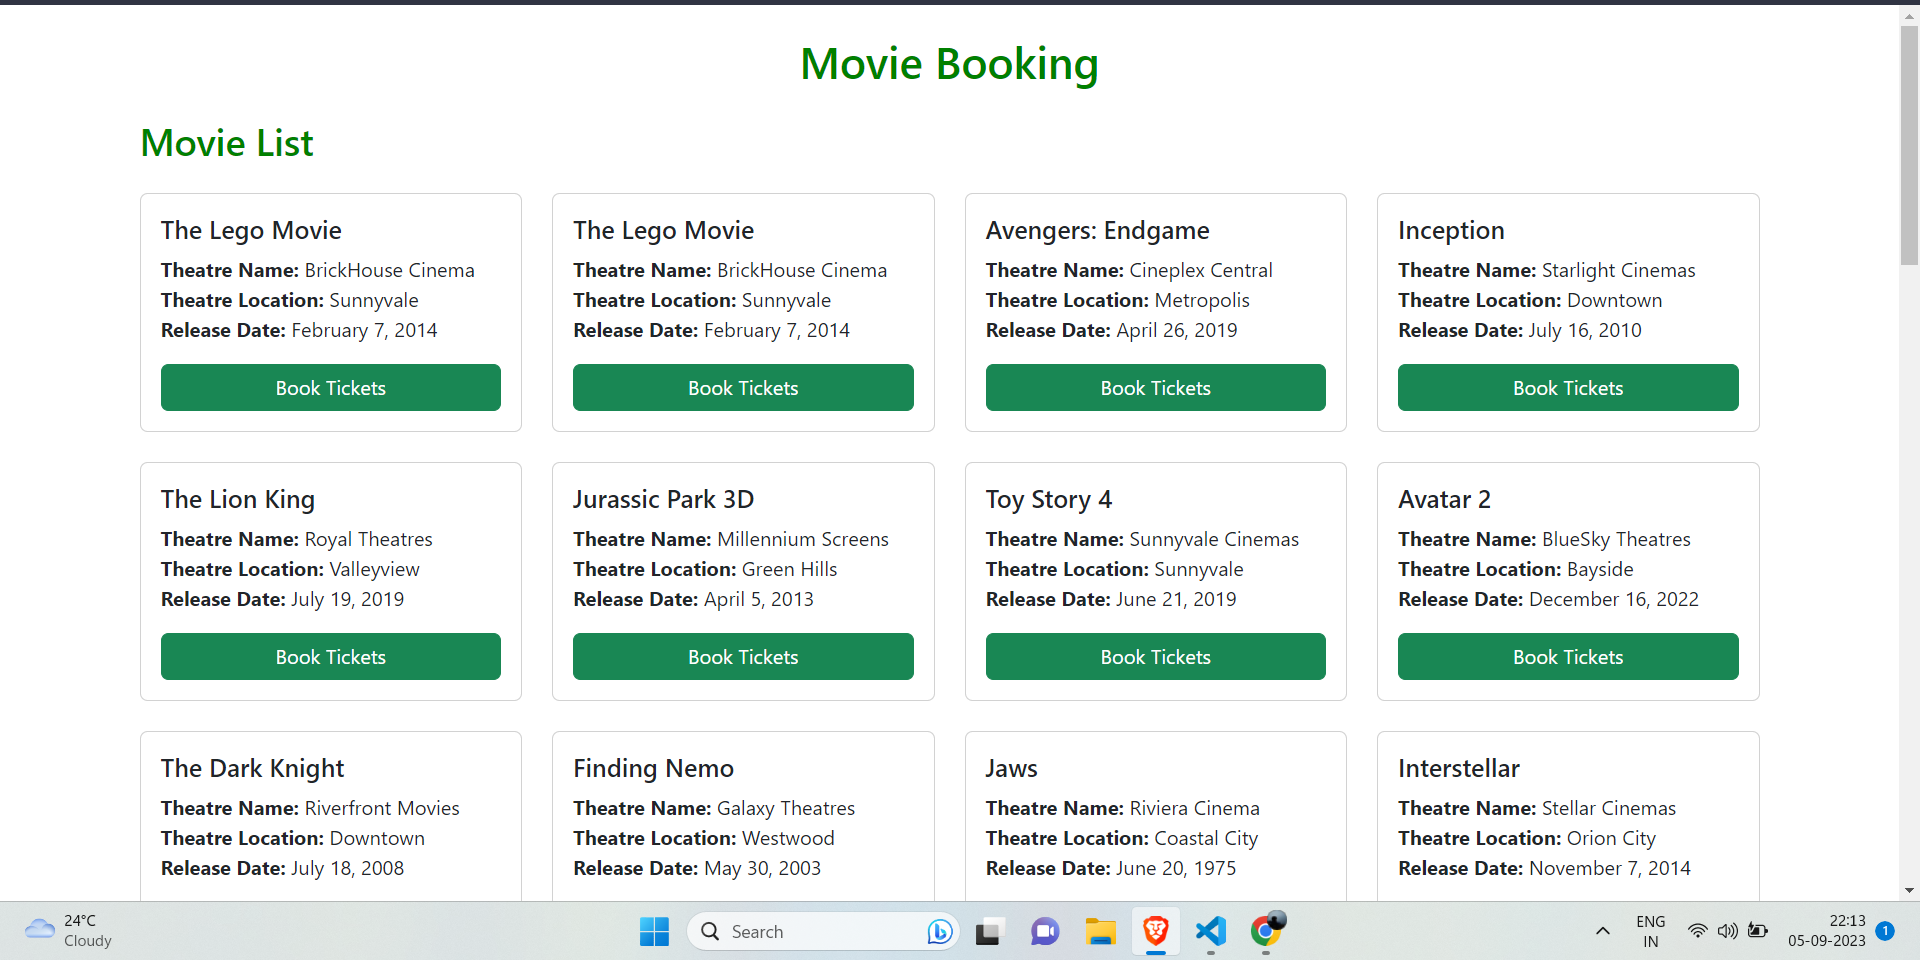 Movie Booking
Movie List
The Lego Movie
Theatre Name: BrickHouse Cinema
Theatre Location: Sunnyvale
Release Date: February 7, 2014
Book Tickets
The Lego Movie
Theatre Name: BrickHouse Cinema
Theatre Location: Sunnyvale
Release Date: February 7, 2014
Book Tickets
Avengers: Endgame
Theatre Name: Cineplex Central
Theatre Location: Metropolis
Release Date: April 26, 2019
Book Tickets
Inception
Theatre Name: Starlight Cinemas
Theatre Location: Downtown
Release Date: July 16, 2010
Book Tickets
The Lion King
Theatre Name: Royal Theatres
Theatre Location: Valleyview
Release Date: July 19, 2019
Book Tickets
Jurassic Park 3D
Theatre Name: Millennium Screens
Theatre Location: Green Hills
Release Date: April 5, 2013
Book Tickets
Toy Story 4
Theatre Name: Sunnyvale Cinemas
Theatre Location: Sunnyvale
Release Date: June 21, 2019
Book Tickets
Avatar 2
Theatre Name: BlueSky Theatres
Theatre Location: Bayside
Release Date: December 16, 2022
Book Tickets
The Dark Knight
Theatre Name: Riverfront Movies
Theatre Location: Downtown
Release Date: July 18, 2008
Finding Nemo
Theatre Name: Galaxy Theatres
Theatre Location: Westwood
Release Date: May 30, 2003
Jaws
Theatre Name: Riviera Cinema
Theatre Location: Coastal City
Release Date: June 20, 1975
Interstellar
Theatre Name: Stellar Cinemas
Theatre Location: Orion City
Release Date: November 7, 2014
24°C
Cloudy
Search
ENG
IN
22:13
05-09-2023
1